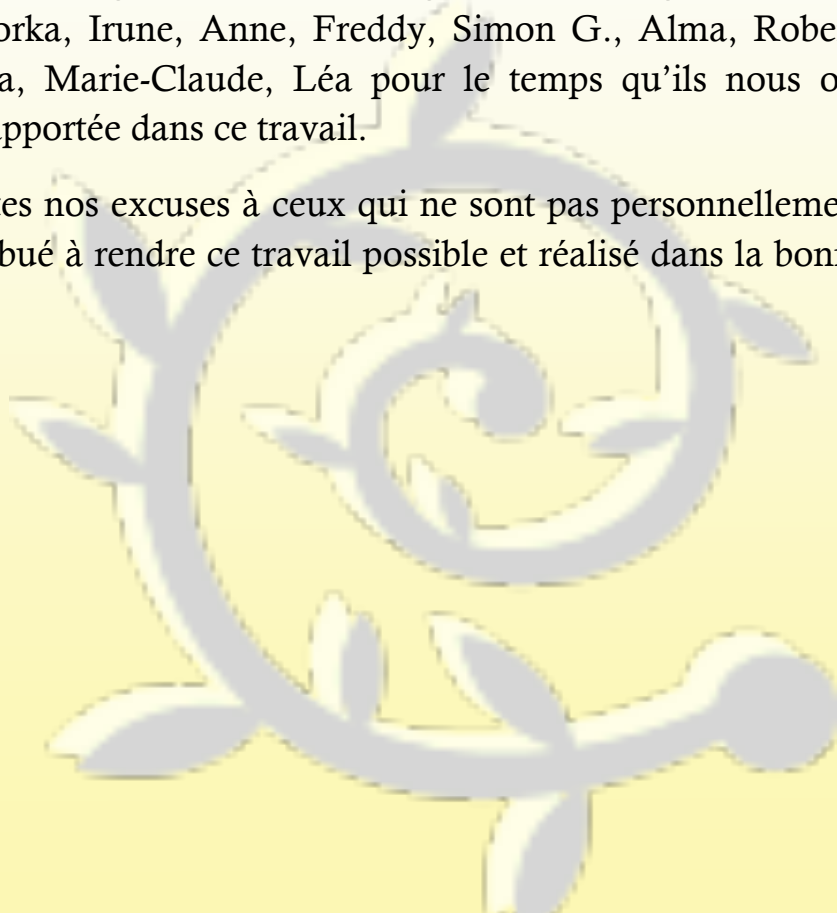 orka, Irune, Anne, Freddy, Simon G., Alma, Robe
a, Marie-Claude, Léa pour le temps qu'ils nous o
pportée dans ce travail.
es nos excuses à ceux qui ne sont pas personnelleme
bué à rendre ce travail possible et réalisé dans la bon